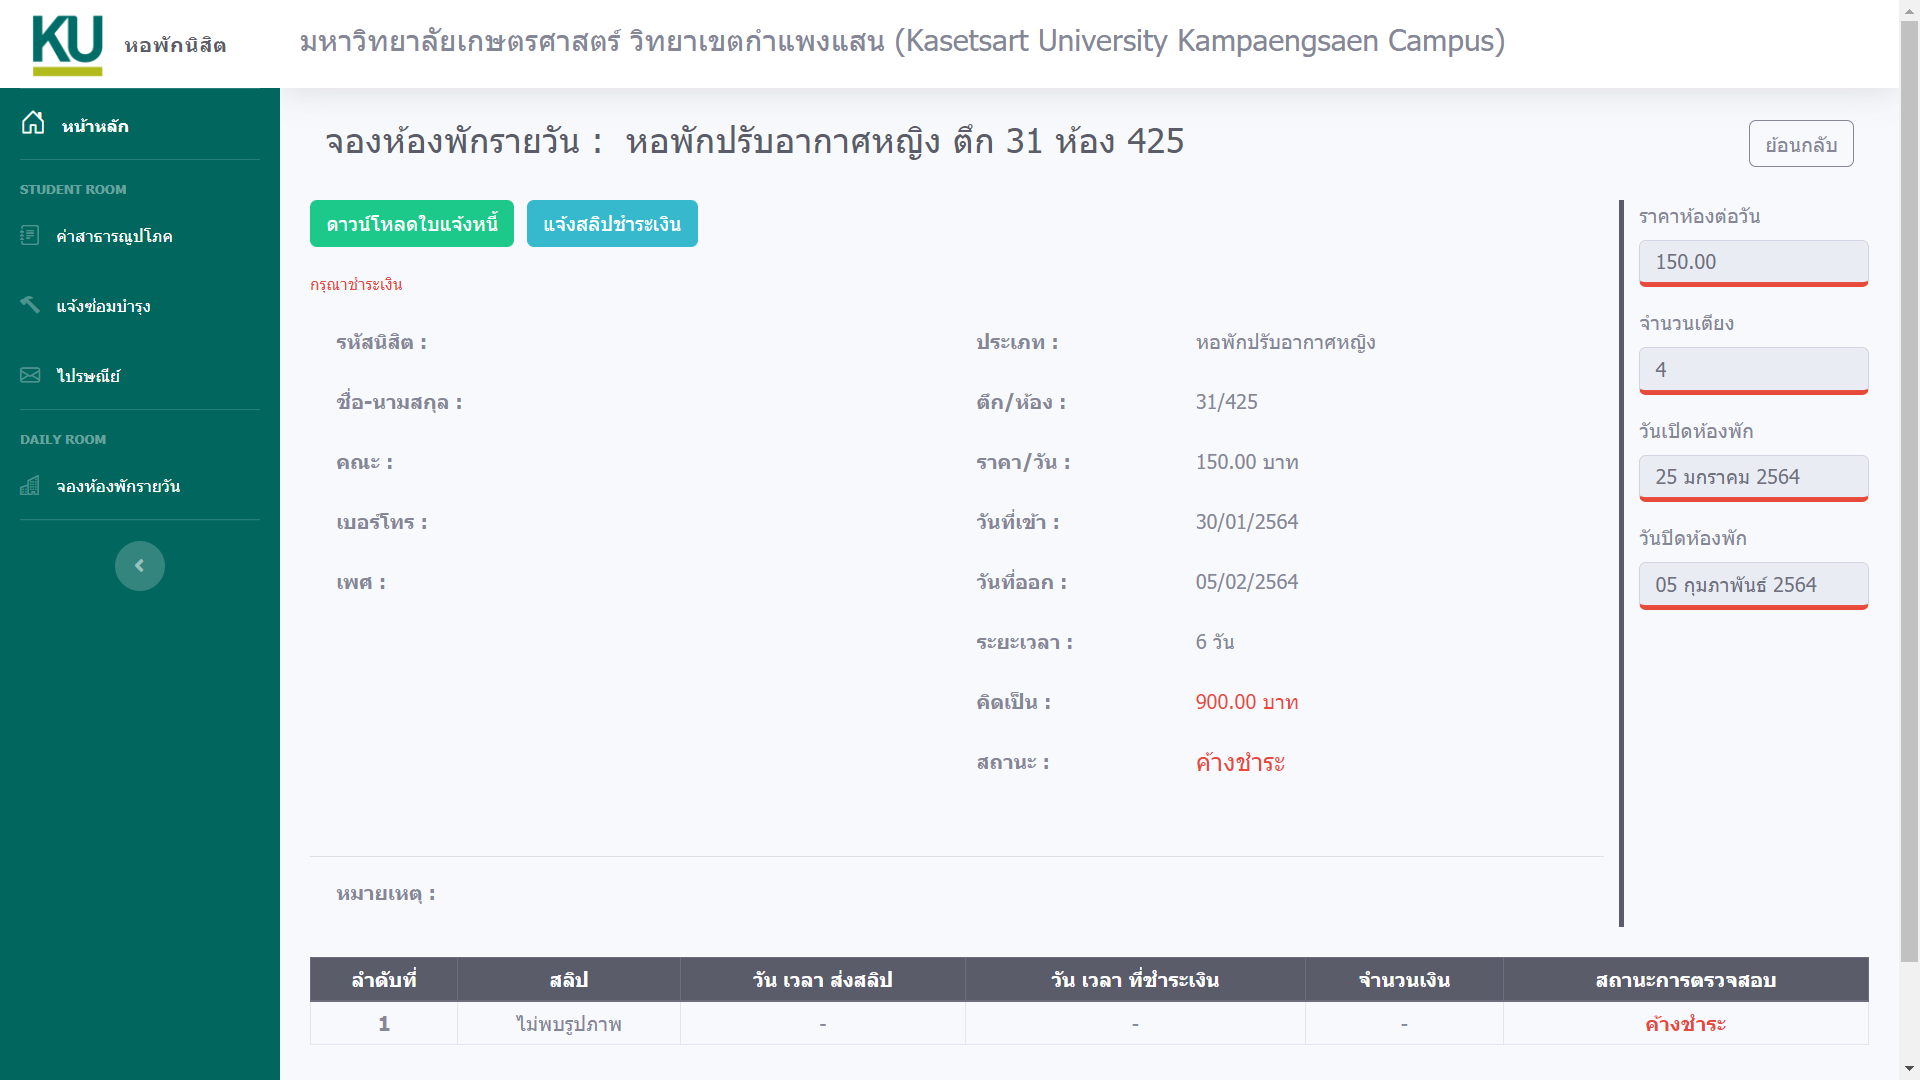 KU หอพักนิสิต
มหาวิทยาลัยเกษตรศาสตร์ วิทยาเขตกำแพงแสน (Kasetsart University Kampaengsaen Campus)
หน้าหลัก
STUDENT ROOM
ค่าสาธารณูปโภค
แจ้งซ่อมบำรุง
ไปรษณีย์
DAILY ROOM
จองห้องพักรายวัน
จองห้องพักรายวัน : หอพักปรับอากาศหญิง ตึก 31 ห้อง 425
ย้อนกลับ
ดาวน์โหลดใบแจ้งหนี้ แจ้งสลิปชำระเงิน
กรุณาชำระเงิน
รหัสนิสิต :
ชื่อ-นามสกุล :
คณะ :
เบอร์โทร :
เพศ :
ประเภท : หอพักปรับอากาศหญิง
ตึก/ห้อง : 31/425
ราคา/วัน : 150.00 บาท
วันที่เข้า : 30/01/2564
วันที่ออก : 05/02/2564
ระยะเวลา : 6 วัน
คิดเป็น : 900.00 บาท
สถานะ : ค้างชำระ
หมายเหตุ :
ราคาห้องต่อวัน
150.00
จำนวนเตียง
4
วันเปิดห้องพัก
25 มกราคม 2564
วันปิดห้องพัก
05 กุมภาพันธ์ 2564
ลำดับที่ สลิป วัน เวลา ส่งสลิป วัน เวลา ที่ชำระเงิน จำนวนเงิน สถานะการตรวจสอบ
1 ไม่พบรูปภาพ - - - ค้างชำระ